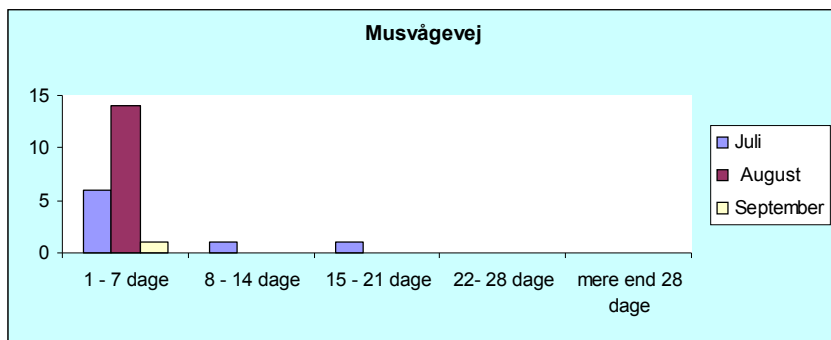 Musvågevej
15
10
5
0
1 - 7 dage
8 - 14 dage
15 - 21 dage
22- 28 dage
mere end 28
dage
Juli
August
September